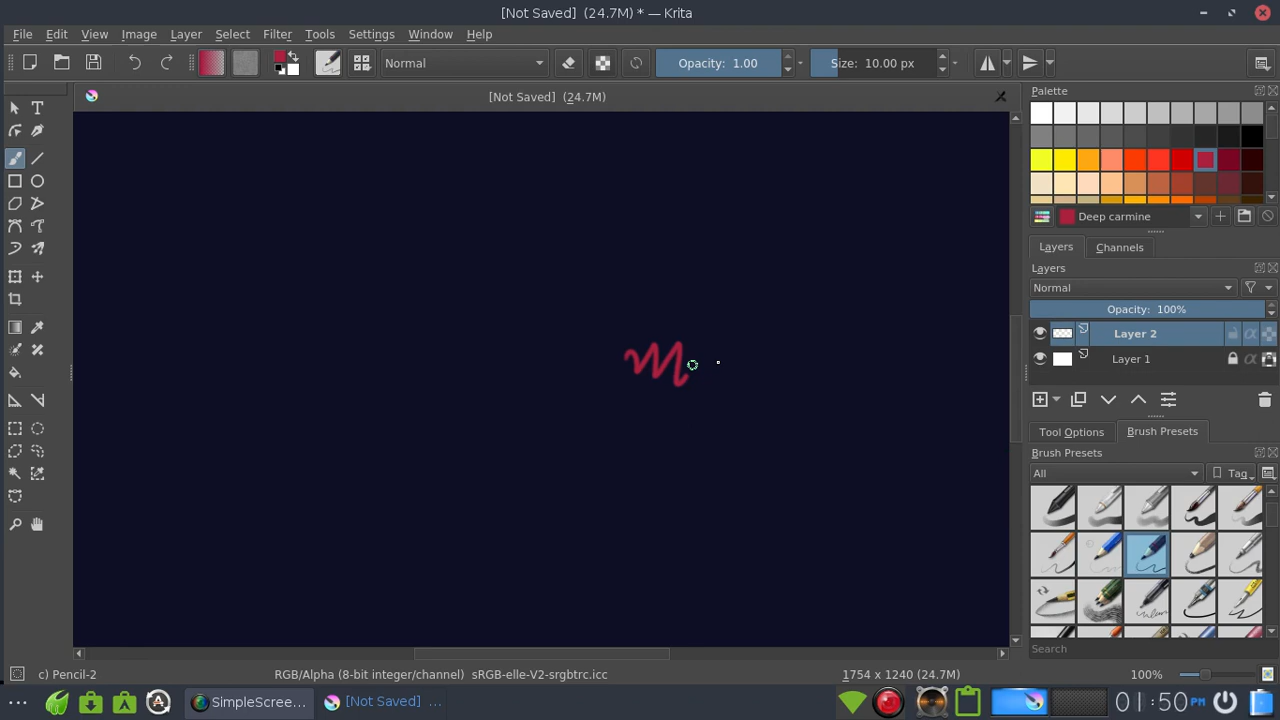 [Not Saved] (24.7M) * — Krita
File Edit View Image Layer Select Filter Tools Settings Window Help
Normal Opacity: 1.00 Size: 10.00 px
[Not Saved] (24.7M)
Palette
Deep carmine
Layers Channels
Layers
Normal
Opacity: 100%
Layer 2
Layer 1
Tool Options Brush Presets
Brush Presets
All Tag
Search
c) Pencil-2 RGB/Alpha (8-bit integer/channel) sRGB-elle-V2-srgbtrc.icc 1754 x 1240 (24.7M) 100%
SimpleScree... [Not Saved] ... 01:50 PM